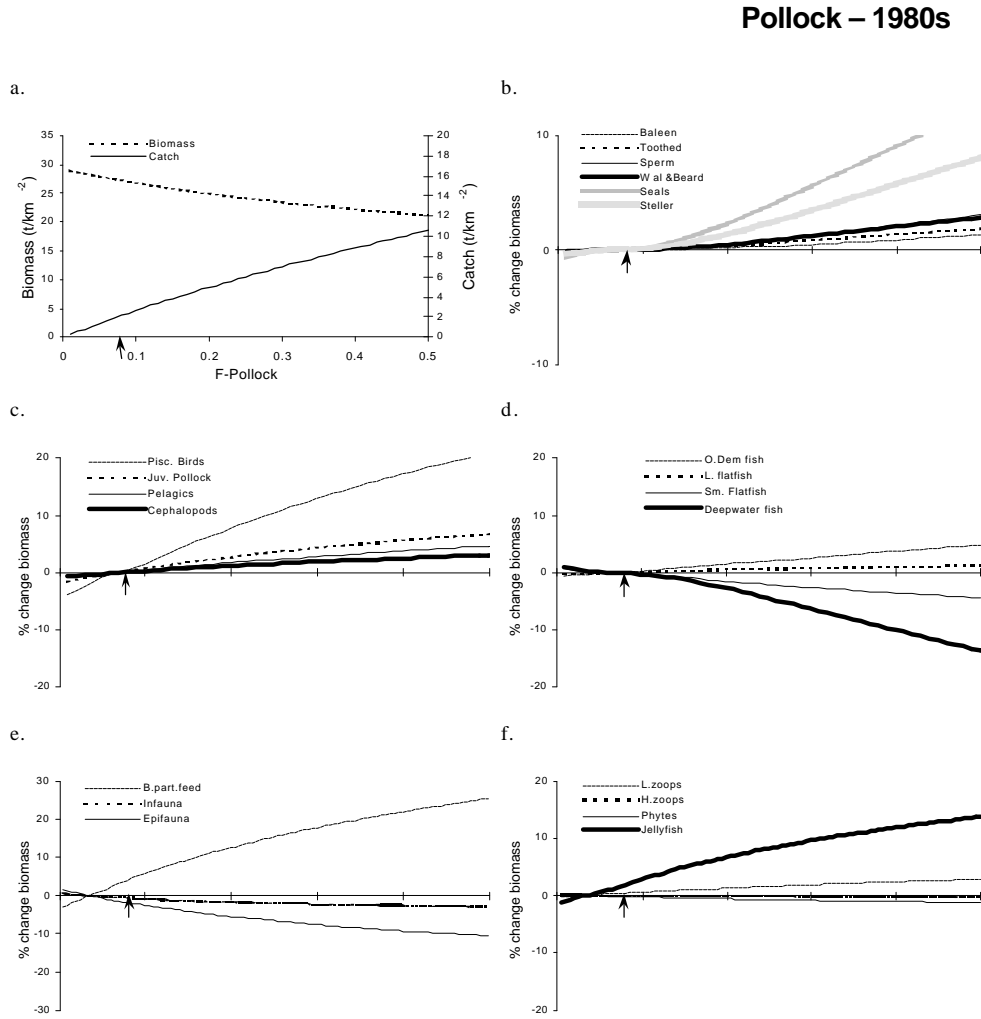 Pollock – 1980s
a.
35
30
25
20
15
10
5
0
Biomass (t/km -2)
Biomass
Catch
20
18
16
14
12
10
8
6
4
2
0
Catch (t/km -2)
0 0.1 0.2 0.3 0.4 0.5
F-Pollock
b.
10
0
-10
% change biomass
Baleen
Toothed
Sperm
W al &Beard
Seals
Steller
c.
20
10
0
-10
-20
% change biomass
Pisc. Birds
Juv. Pollock
Pelagics
Cephalopods
d.
20
10
0
-10
-20
% change biomass
O.Dem fish
L. flatfish
Sm. Flatfish
Deepwater fish
e.
30
20
10
0
-10
-20
-30
% change biomass
B.part.feed
Infauna
Epifauna
f.
20
10
0
-10
-20
% change biomass
L.zoops
H.zoops
Phytes
Jellyfish